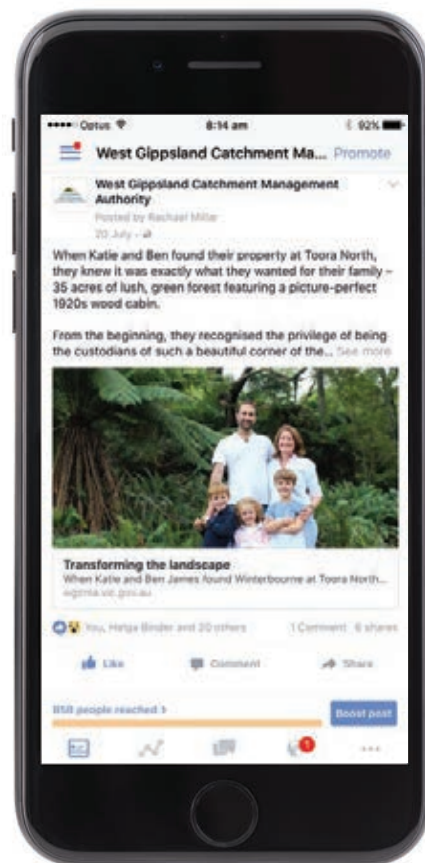 Optus 8:14 am 92%
West Gippsland Catchment Ma... Promote
West Gippsland Catchment Management
Authority
Posted by Rachael Millar
20 July
When Katie and Ben found their property at Toora North,
they knew it was exactly what they wanted for their family –
35 acres of lush, green forest featuring a picture-perfect
1920s wood cabin.
From the beginning, they recognised the privilege of being
the custodians of such a beautiful corner of the... See more
Transforming the landscape
When Katie and Ben James found Winterbourne at Toora North...
wgcma.vic.gov.au
You, Helga Binder and 20 others 1 Comment 6 shares
Like Comment Share
858 people reached > Boost post
1